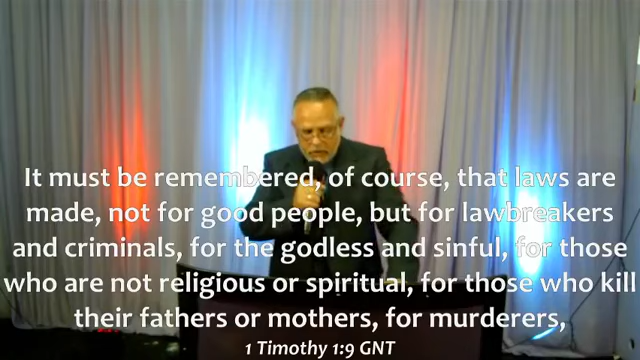 It must be remembered, of course, that laws are
made, not for good people, but for lawbreakers
and criminals, for the godless and sinful, for those
who are not religious or spiritual, for those who kill
their fathers or mothers, for murderers,
1 Timothy 1:9 GNT